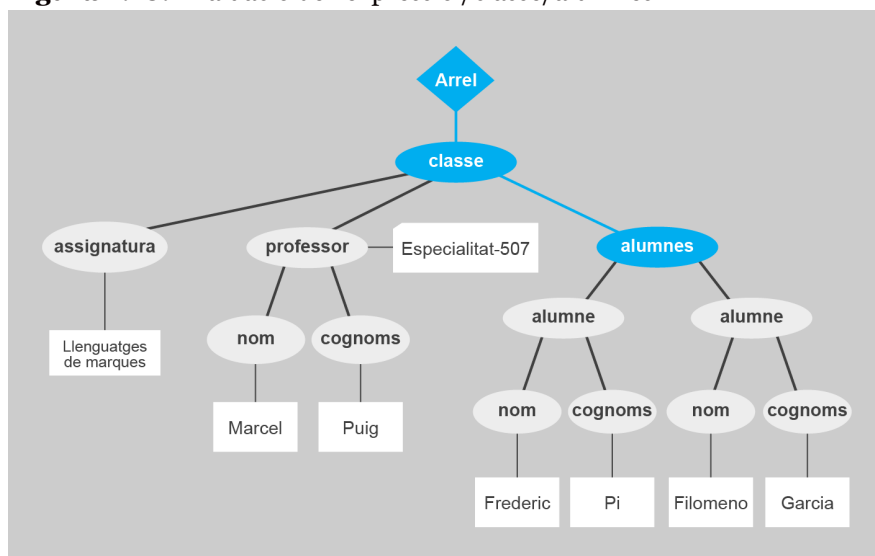 Arrel
classe
assignatura
professor
Especialitat-507
alumnes
alumne
alumne
nom
cognoms
Llenguatges
de marques
nom
cognoms
nom
cognoms
Marcel
Puig
Frederic
Pi
Filomeno
Garcia